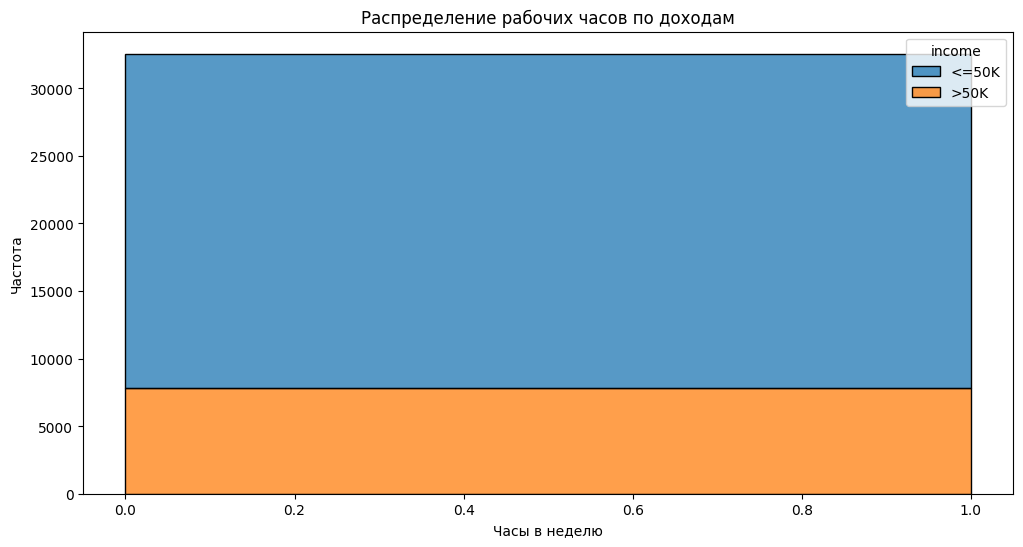 Распределение рабочих часов по доходам
income
<=50K
>50K
30000
25000
20000
15000
10000
5000
0
Частота
0.0 0.2 0.4 0.6 0.8 1.0
Часы в неделю